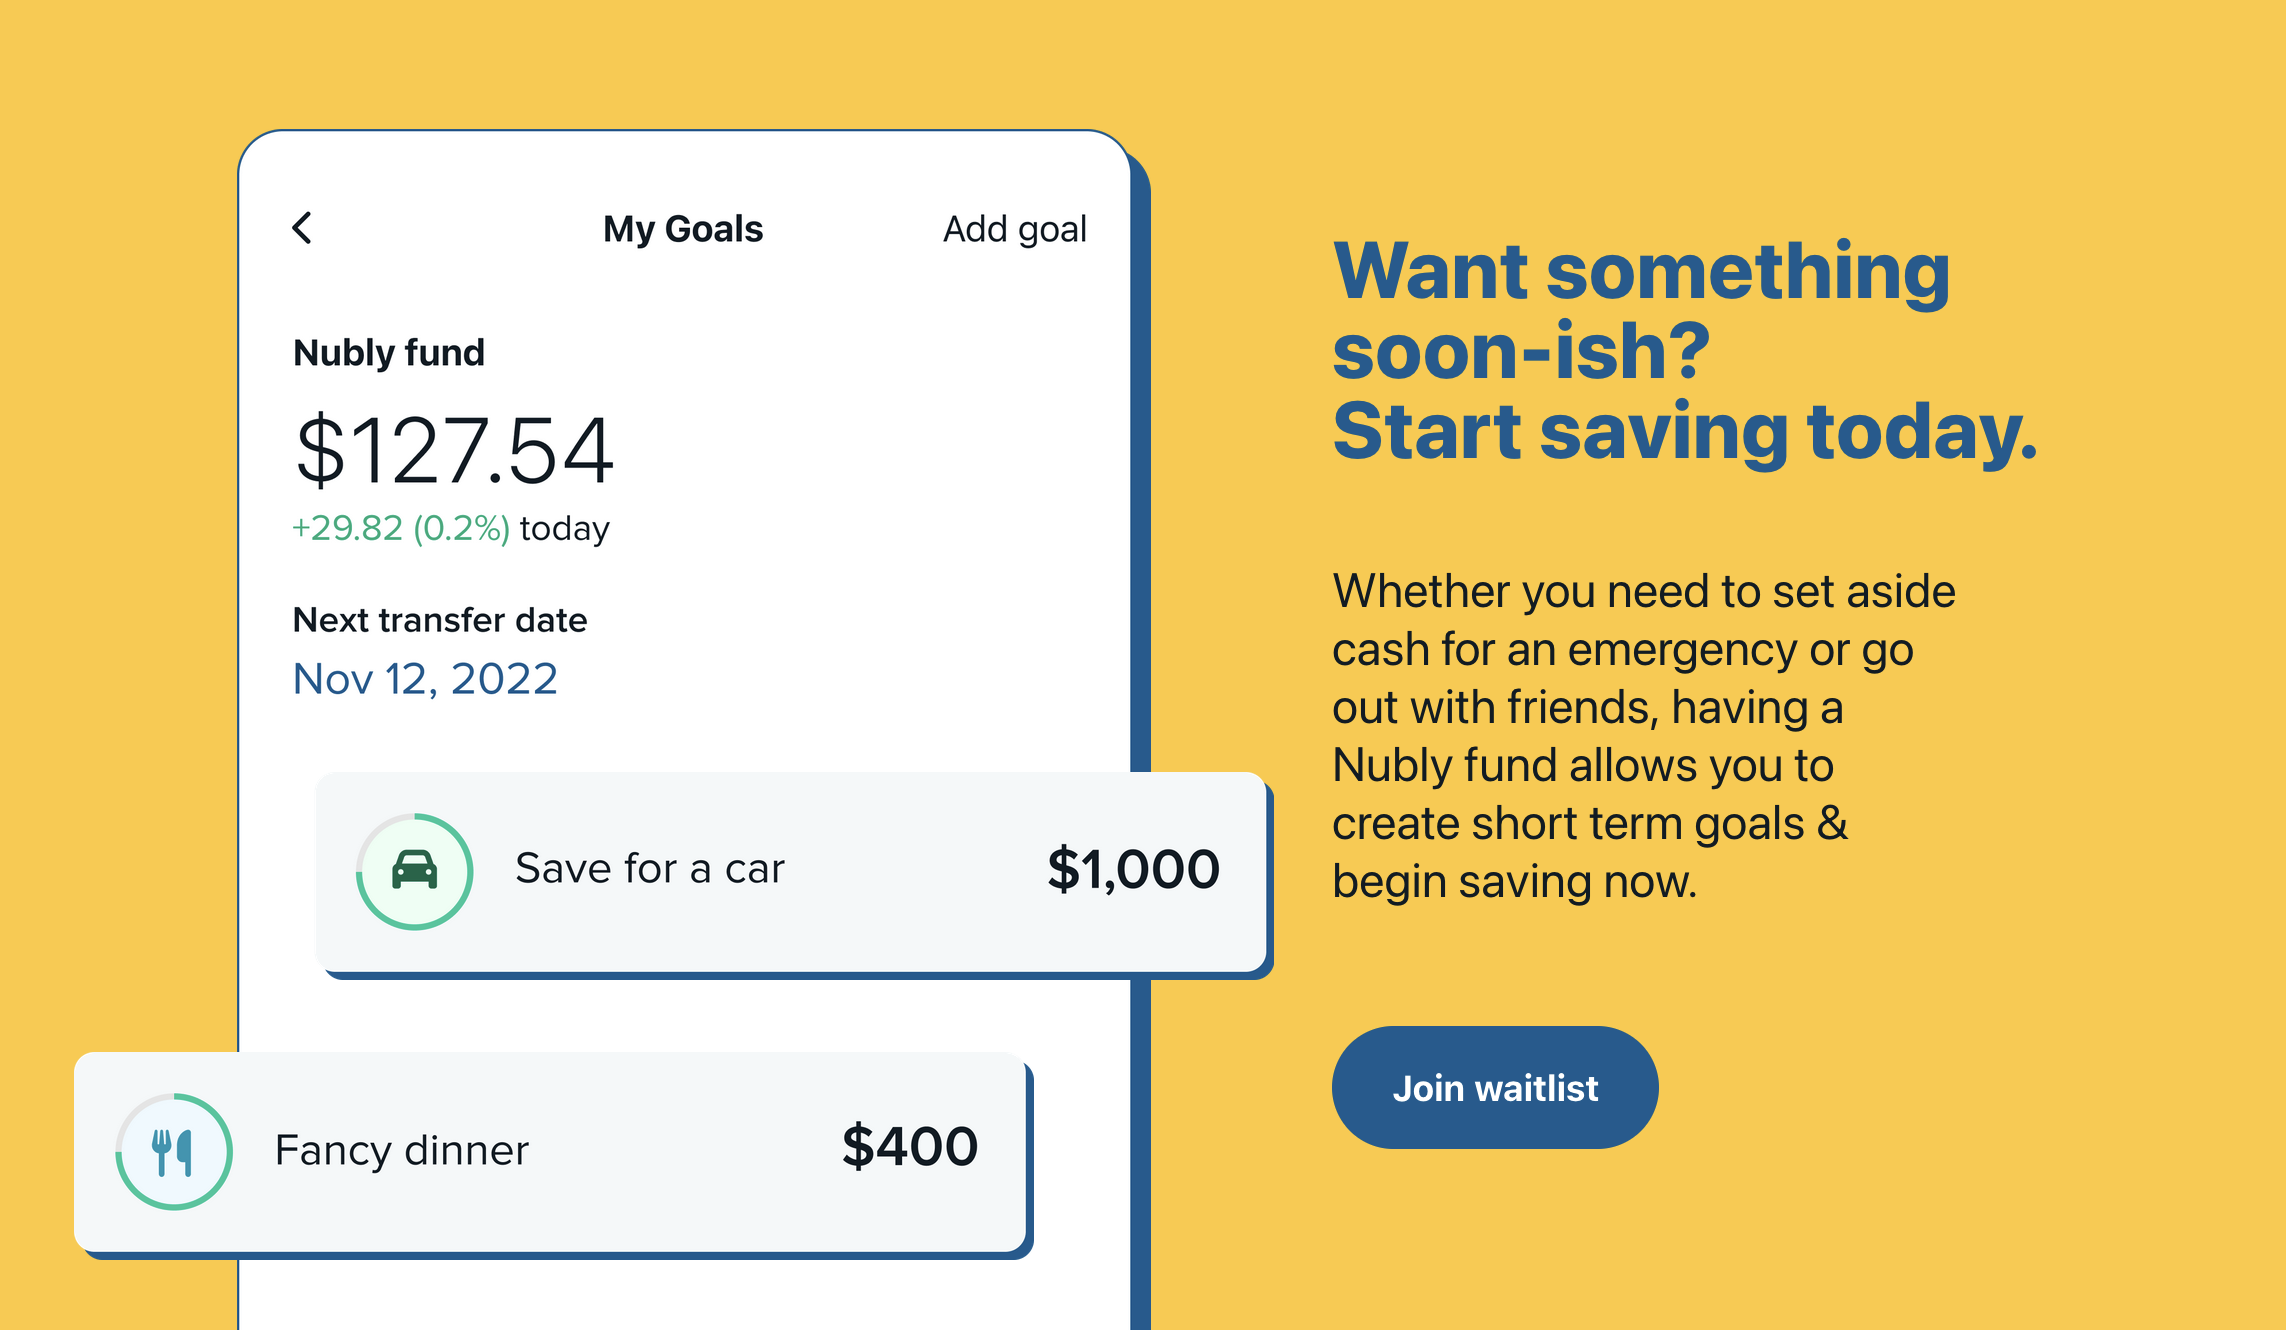 My Goals
Add goal
Nubly fund
$127.54
+29.82 (0.2%) today
Next transfer date
Nov 12, 2022
Save for a car
$1,000
Fancy dinner
$400
Want something
soon-ish?
Start saving today.
Whether you need to set aside
cash for an emergency or go
out with friends, having a
Nubly fund allows you to
create short term goals &
begin saving now.
Join waitlist